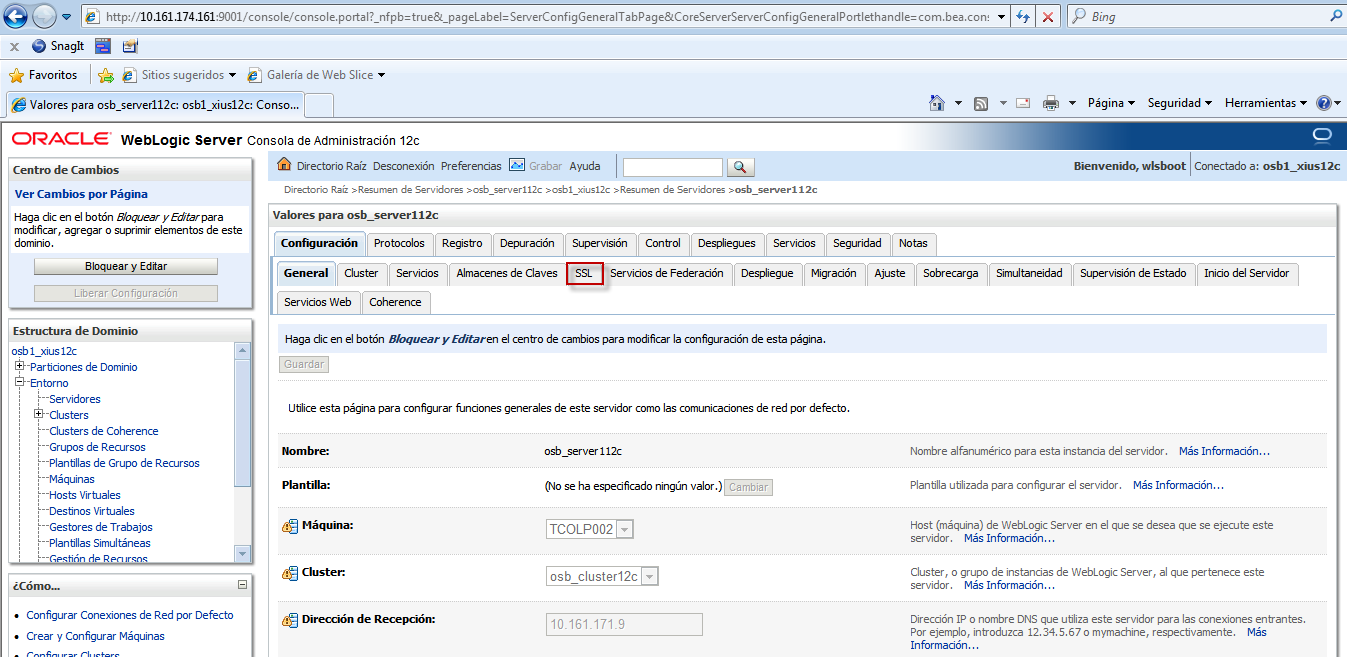 http://10.161.174.161:9001/console/console.portal?_nfpb=true&_pageLabel=ServerConfigGeneralTabPage&CoreServerServerConfigGeneralPortlethandle=com.bea.con
Bing
x SnagIt
Favoritos Sitios sugeridos Galería de Web Slice
Valores para osb_server112c: osb1_xius12c: Conso...
Página Seguridad Herramientas
ORACLE WebLogic Server Consola de Administración 12c
Centro de Cambios
Ver Cambios por Página
Haga clic en el botón Bloquear y Editar para
modificar, agregar o suprimir elementos de este
dominio.
Bloquear y Editar
Liberar Configuración
Estructura de Dominio
osb1_xius12c
Particiones de Dominio
Entorno
Servidores
Clusters
Clusters de Coherence
Grupos de Recursos
Plantillas de Grupo de Recursos
Máquinas
Hosts Virtuales
Destinos Virtuales
Gestores de Trabajos
Plantillas Simultáneas
Gestión de Recursos
¿Cómo...
Configurar Conexiones de Red por Defecto
Crear y Configurar Máquinas
Configurar Clusters
Directorio Raíz Desconexión Preferencias Grabar Ayuda
Bienvenido, wlsboot Conectado a: osb1_xius12c
Directorio Raíz >Resumen de Servidores >osb_server112c >osb1_xius12c >Resumen de Servidores >osb_server112c
Valores para osb_server112c
Configuración Protocolos Registro Depuración Supervisión Control Despliegues Servicios Seguridad Notas
General Cluster Servicios Almacenes de Claves SSL Servicios de Federación Despliegue Migración Ajuste Sobrecarga Simultaneidad Supervisión de Estado Inicio del Servidor
Servicios Web Coherence
Haga clic en el botón Bloquear y Editar en el centro de cambios para modificar la configuración de esta página.
Guardar
Utilice esta página para configurar funciones generales de este servidor como las comunicaciones de red por defecto.
Nombre: osb_server112c Nombre alfanumérico para esta instancia del servidor. Más Información...
Plantilla: (No se ha especificado ningún valor.) Cambiar Plantilla utilizada para configurar el servidor. Más Información...
Máquina: TCOLP002 Host (máquina) de WebLogic Server en el que se desea que se ejecute este
servidor. Más Información...
Cluster: osb_cluster12c Cluster, o grupo de instancias de WebLogic Server, al que pertenece este
servidor. Más Información...
Dirección de Recepción: 10.161.171.9 Dirección IP o nombre DNS que utiliza este servidor para las conexiones entrantes.
Por ejemplo, introduzca 12.34.5.67 o mymachine, respectivamente. Más
Información...